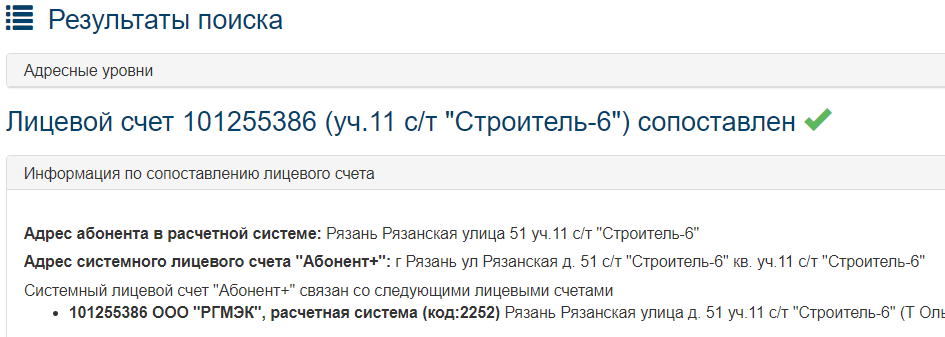 Результаты поиска
Адресные уровни
Лицевой счет 101255386 (уч.11 с/т "Строитель-6") сопоставлен
Информация по сопоставлению лицевого счета
Адрес абонента в расчетной системе: Рязань Рязанская улица 51 уч.11 с/т "Строитель-6"
Адрес системного лицевого счета "Абонент+": г Рязань ул Рязанская д. 51 с/т "Строитель-6" кв. уч.11 с/т "Строитель-6"
Системный лицевой счет "Абонент+" связан со следующими лицевыми счетами
• 101255386 ООО "РГМЭК", расчетная система (код:2252) Рязань Рязанская улица д. 51 уч.11 с/т "Строитель-6" (Т Оль